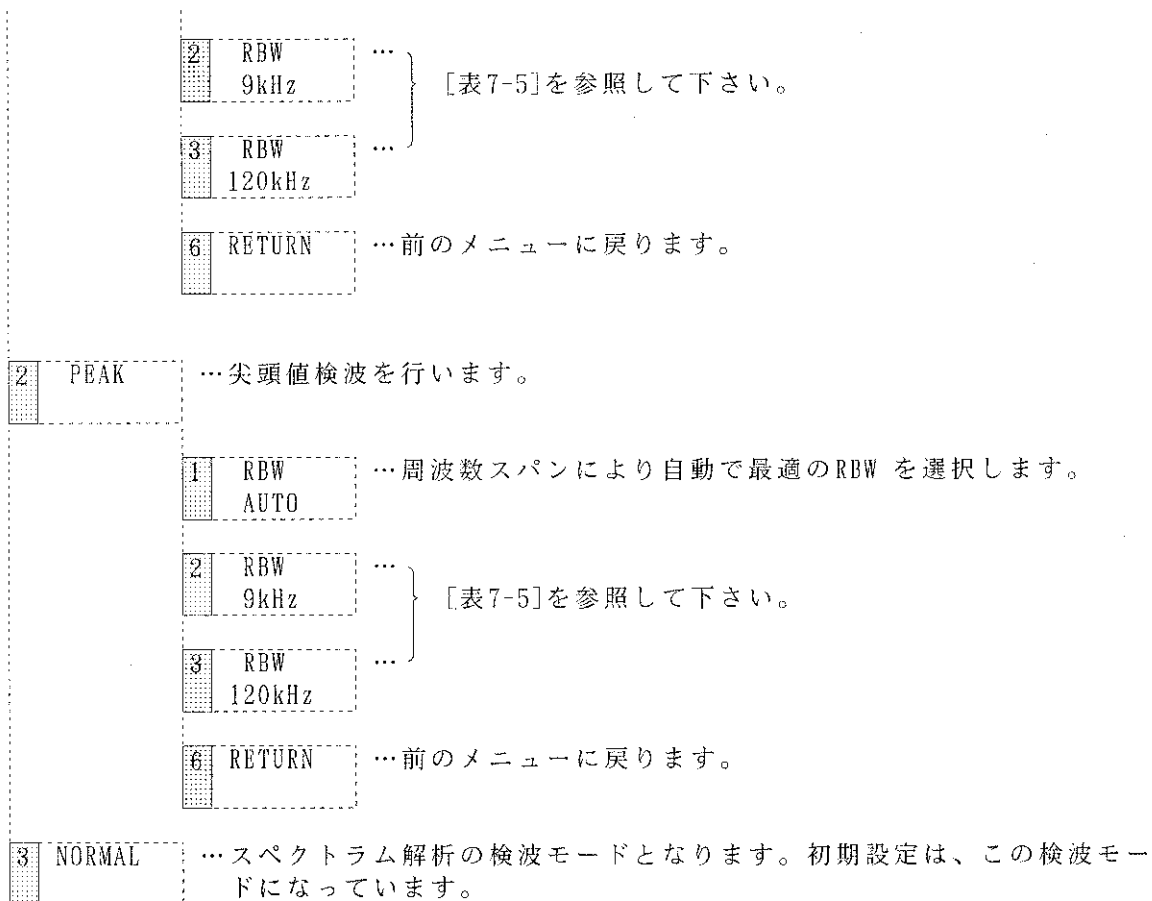 2 RBW …
9kHz
[表7-5]を参照して下さい。
3 RBW …
120kHz
6 RETURN …前のメニューに戻ります。
2 PEAK …尖頭値検波を行います。
1 RBW …周波数スパンにより自動で最適のRBW を選択します。
AUTO
2 RBW …
9kHz
[表7-5]を参照して下さい。
3 RBW …
120kHz
6 RETURN …前のメニューに戻ります。
3 NORMAL …スペクトラム解析の検波モードとなります。初期設定は、この検波モー
ドになっています。